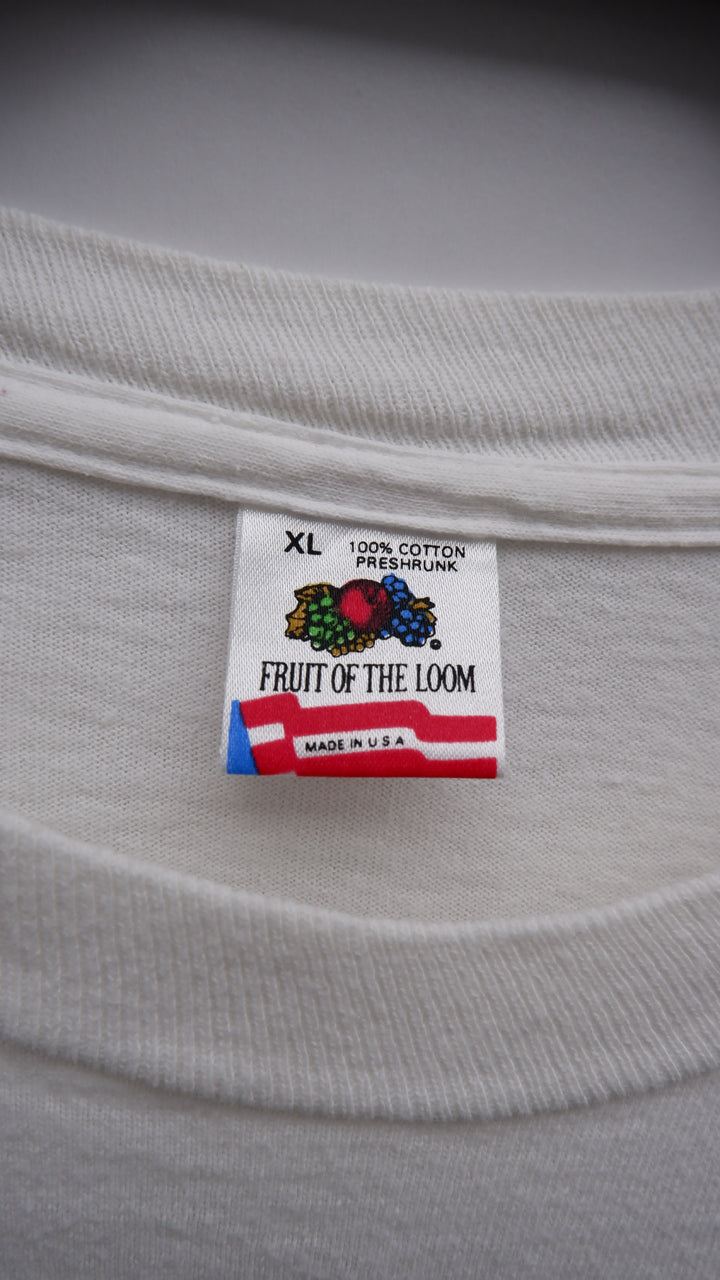 XL 100% COTTON
PRESHRUNK
FRUIT OF THE LOOM
MADE IN U S A